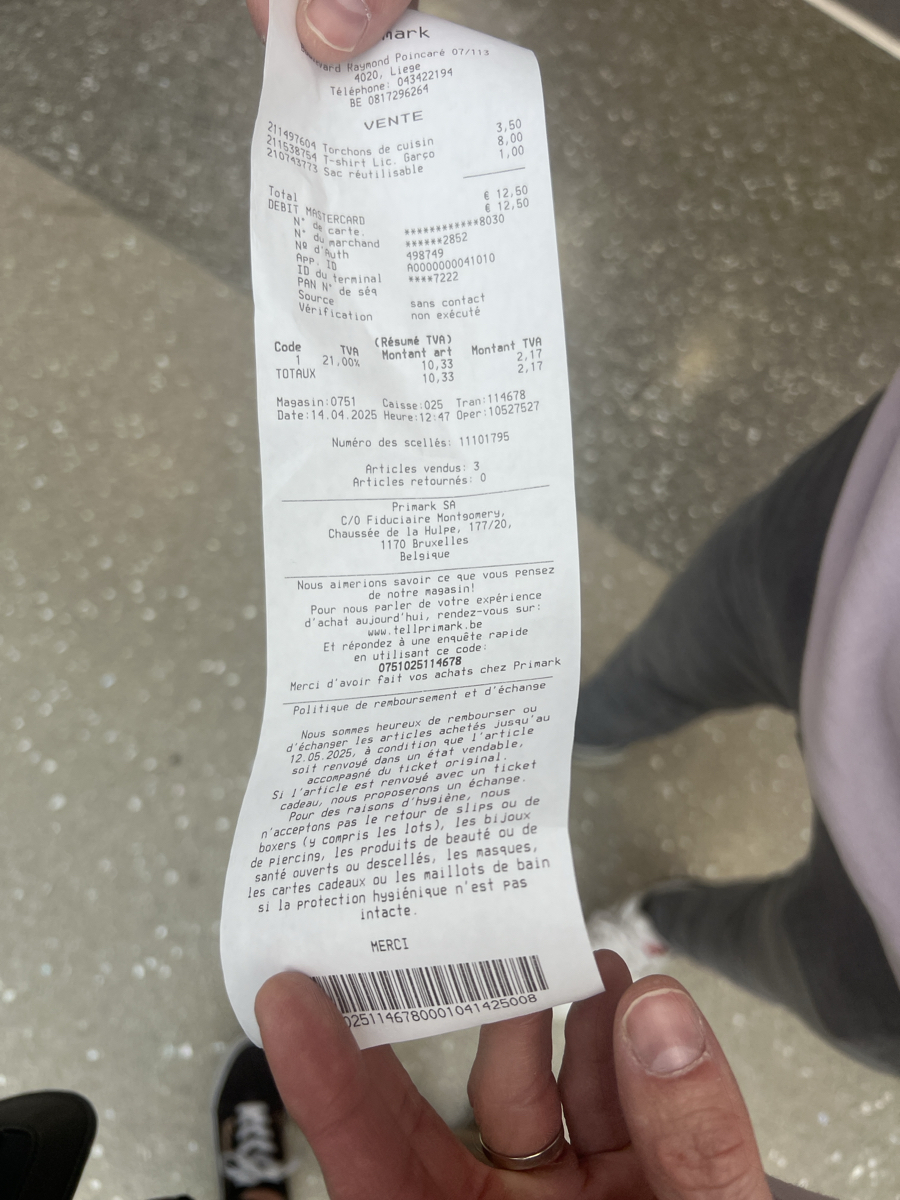 mark
Raymond Poincaré 07/113
4020, Liege
Téléphone: 043422194
BE 0817296264
VENTE
211497604 Torchons de cuisin 3,50
211538754 T-shirt Lic. Garço 8,00
210743773 Sac réutilisable 1,00
Total € 12,50
DEBIT MASTERCARD € 12,50
N° de carte. ************8030
N° du marchand ******2852
Nº d'Auth 498749
App. ID A0000000041010
ID du terminal ****7222
PAN N° de séq
Source sans contact
Vérification non exécuté
(Résumé TVA)
Code TVA Montant art Montant TVA
1 21,00% 10,33 2,17
TOTAUX 10,33 2,17
Magasin:0751 Caisse:025 Tran:114678
Date:14.04.2025 Heure:12:47 Oper:10527527
Numéro des scellés: 11101795
Articles vendus: 3
Articles retournés: 0
Primark SA
C/O Fiduciaire Montgomery,
Chaussée de la Hulpe, 177/20,
1170 Bruxelles
Belgique
Nous aimerions savoir ce que vous pensez
de notre magasin!
Pour nous parler de votre expérience
d'achat aujourd'hui, rendez-vous sur:
www.tellprimark.be
Et répondez à une enquête rapide
en utilisant ce code:
0751025114678
Merci d'avoir fait vos achats chez Primark
Politique de remboursement et d'échange
Nous sommes heureux de rembourser ou
d'échanger les articles achetés jusqu'au
12.05.2025, à condition que l'article
soit renvoyé dans un état vendable,
accompagné du ticket original.
Si l'article est renvoyé avec un ticket
cadeau, nous proposerons un échange.
Pour des raisons d'hygiène, nous
n'acceptons pas le retour de slips ou de
boxers (y compris les lots), les bijoux
de piercing, les produits de beauté ou de
santé ouverts ou descellés, les masques,
les cartes cadeaux ou les maillots de bain
si la protection hygiénique n'est pas
intacte.
MERCI
0251146780001041425008